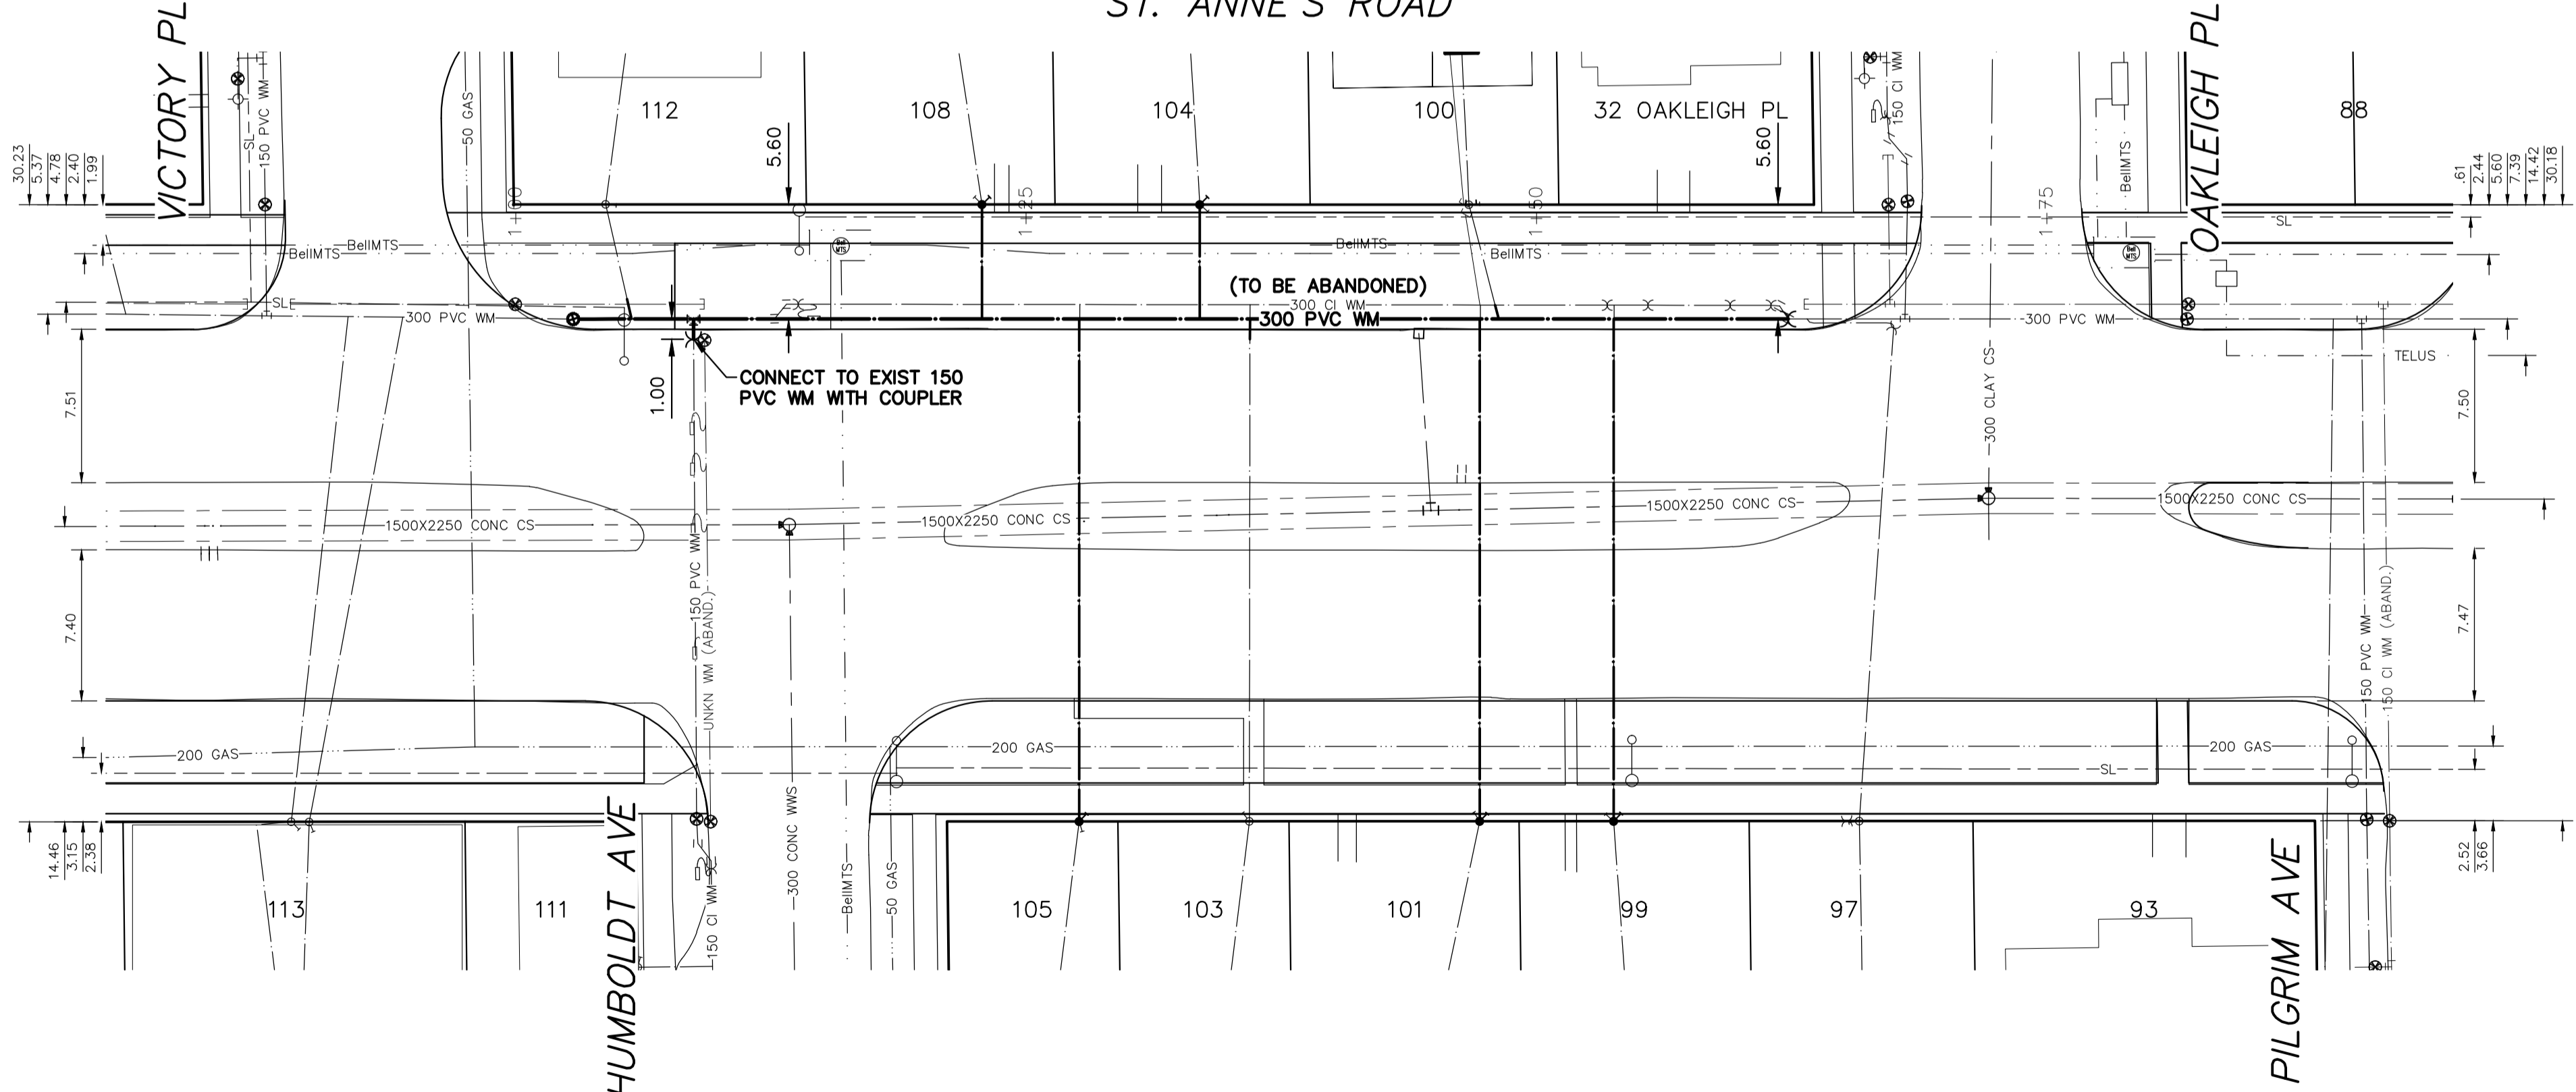 ST. ANNE'S ROAD
VICTORY PL
OAKLEIGH PL
SL
150 PVC WM
50 GAS
112
108
104
100
32 OAKLEIGH PL
150 CI WM
BellMTS
88
30.23
5.37
4.78
2.40
1.99
5.60
5.60
.61
2.44
5.60
7.39
14.42
30.18
1+25
1+50
1+75
SL
BellMTS
BellMTS
Bell MTS
BellMTS
BellMTS
Bell MTS
(TO BE ABANDONED)
SL
300 CI WM
300 PVC WM
300 PVC WM
300 PVC WM
TELUS
CONNECT TO EXIST 150
PVC WM WITH COUPLER
1.00
7.51
7.50
300 CLAY CS
1500X2250 CONC CS
1500X2250 CONC CS
1500X2250 CONC CS
1500X2250 CONC CS
150 PVC WM
UNKN WM (ABAND.)
7.40
7.47
150 PVC WM
150 CI WM (ABAND.)
200 GAS
200 GAS
200 GAS
SL
300 CONC WWS
BellMTS
50 GAS
150 CI WM
14.46
3.15
2.38
2.52
3.66
113
111
105
103
101
99
97
93
HUMBOLDT AVE
PILGRIM AVE